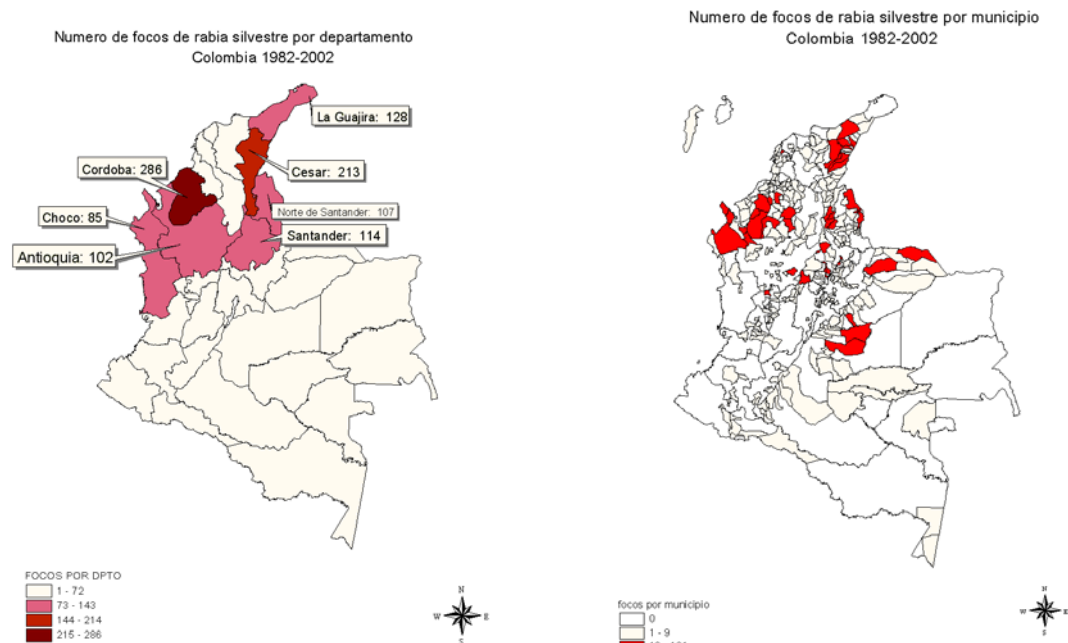 Numero de focos de rabia silvestre por departamento
Colombia 1982-2002
La Guajira: 128
Cordoba: 286
Cesar: 213
Choco: 85
Norte de Santander: 107
Santander: 114
Antioquia: 102
FOCOS POR DPTO
1 - 72
73 - 143
144 - 214
215 - 286
N
W E
S
Numero de focos de rabia silvestre por municipio
Colombia 1982-2002
focos por municipio
0
1 - 9
N
W E
S